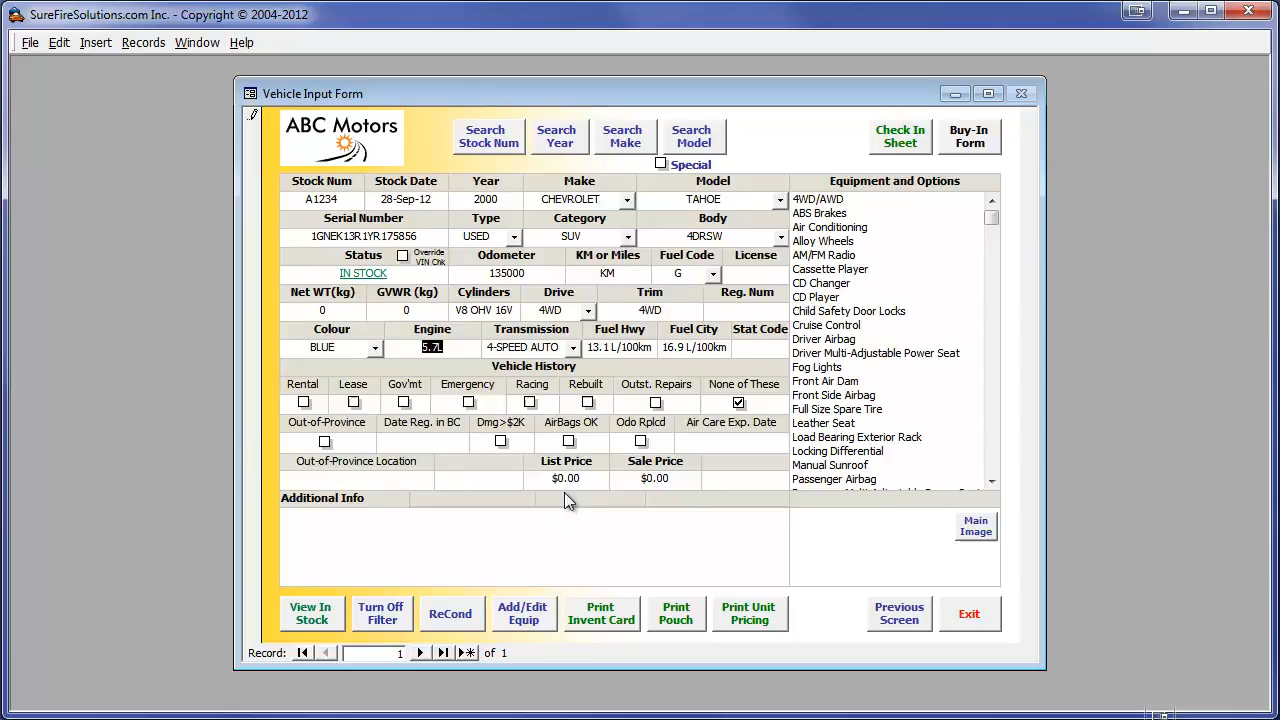 SureFireSolutions.com Inc. - Copyright © 2004-2012
File Edit Insert Records Window Help
Vehicle Input Form
ABC Motors
Search Stock Num
Search Year
Search Make
Search Model
Check In Sheet
Buy-In Form
Special
Stock Num Stock Date Year Make Model Equipment and Options
A1234 28-Sep-12 2000 CHEVROLET TAHOE
Serial Number Type Category Body
1GNEK13R1YR175856 USED SUV 4DRSW
Status Override VIN Chk Odometer KM or Miles Fuel Code License
IN STOCK 135000 KM G
Net WT(kg) GVWR (kg) Cylinders Drive Trim Reg. Num
0 0 V8 OHV 16V 4WD 4WD
Colour Engine Transmission Fuel Hwy Fuel City Stat Code
BLUE 5.7L 4-SPEED AUTO 13.1 L/100km 16.9 L/100km
Vehicle History
Rental Lease Gov'mt Emergency Racing Rebuilt Outst. Repairs None of These
Out-of-Province Date Reg. in BC Dmg>$2K AirBags OK Odo Rplcd Air Care Exp. Date
Out-of-Province Location List Price Sale Price
$0.00 $0.00
Additional Info
4WD/AWD
ABS Brakes
Air Conditioning
Alloy Wheels
AM/FM Radio
Cassette Player
CD Changer
CD Player
Child Safety Door Locks
Cruise Control
Driver Airbag
Driver Multi-Adjustable Power Seat
Fog Lights
Front Air Dam
Front Side Airbag
Full Size Spare Tire
Leather Seat
Load Bearing Exterior Rack
Locking Differential
Manual Sunroof
Passenger Airbag
Main Image
View In Stock
Turn Off Filter
ReCond
Add/Edit Equip
Print Invent Card
Print Pouch
Print Unit Pricing
Previous Screen
Exit
Record: 1 of 1